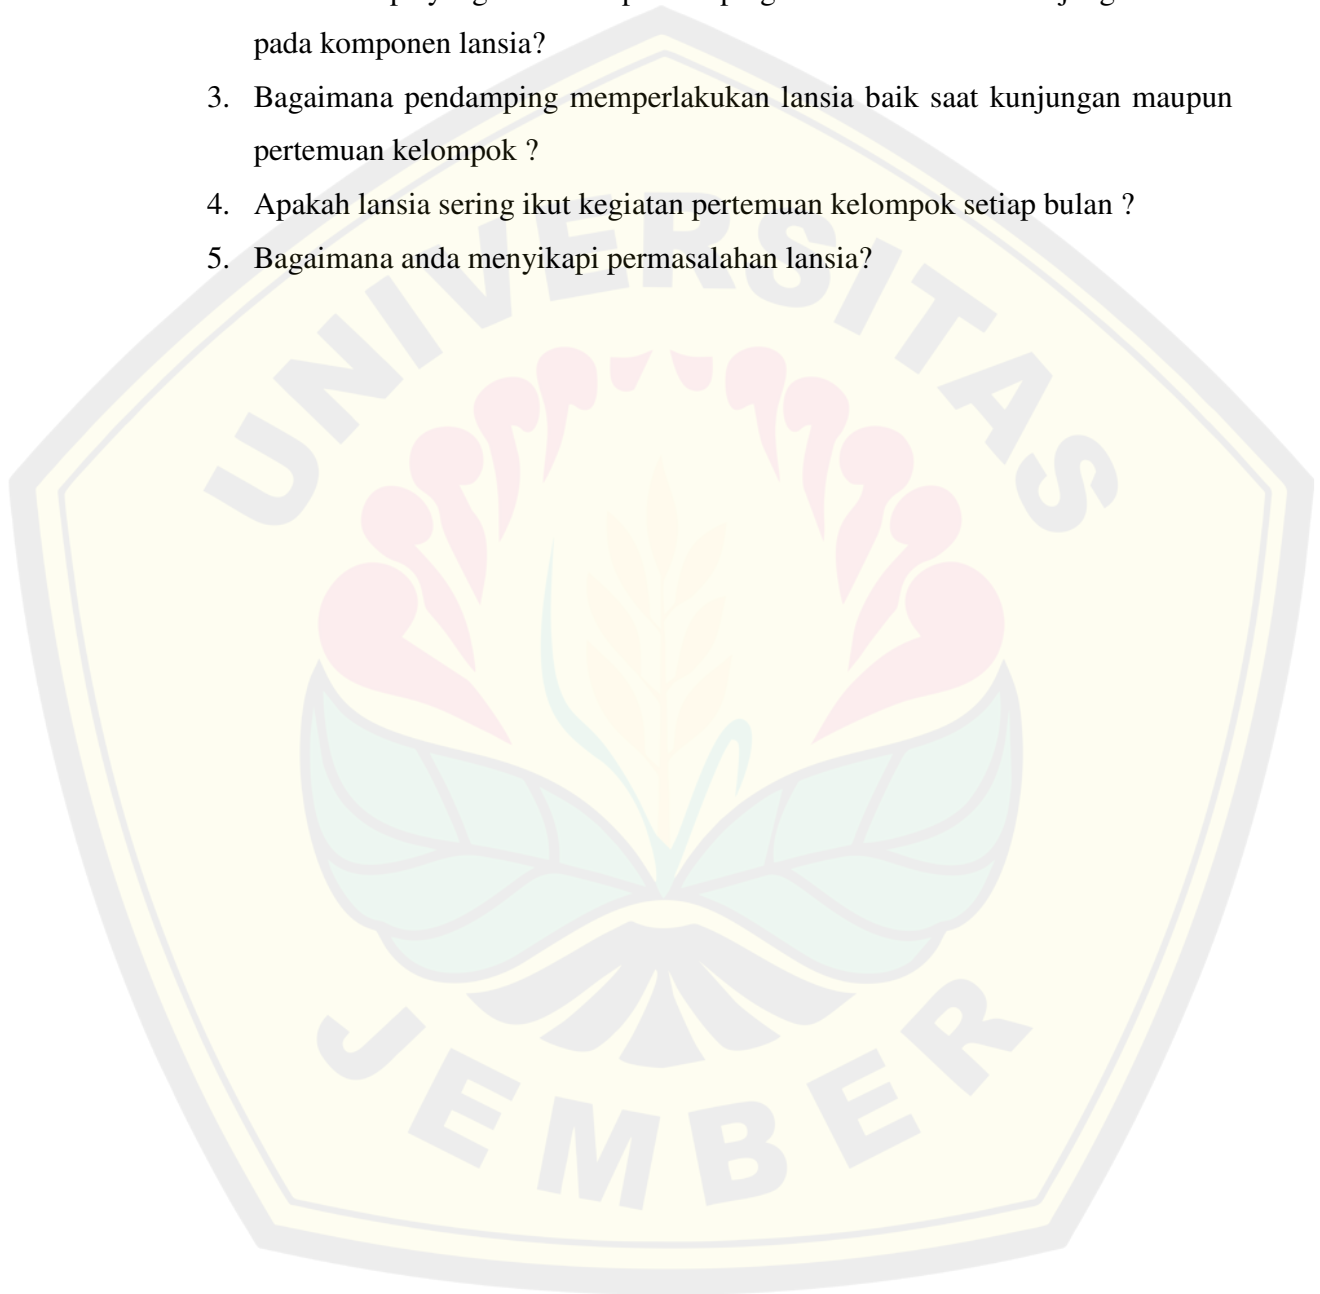 pada komponen lansia?
3. Bagaimana pendamping memperlakukan lansia baik saat kunjungan maupun
pertemuan kelompok ?
4. Apakah lansia sering ikut kegiatan pertemuan kelompok setiap bulan ?
5. Bagaimana anda menyikapi permasalahan lansia?
UNIVERSITAS
JEMBER